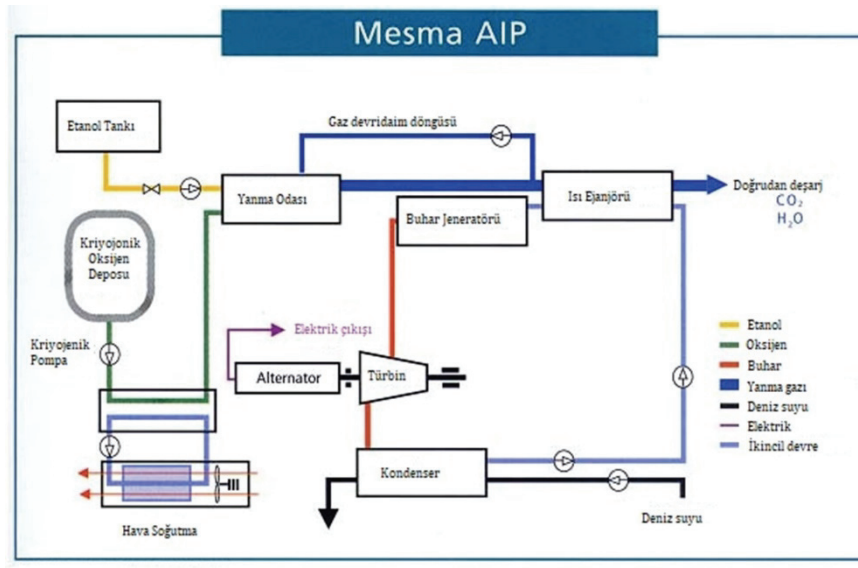 Mesma AIP
Etanol Tankı
Gaz devridaim döngüsü
Yanma Odası
Isı Ejanjörü
Doğrudan deşarj
CO₂
H₂O
Buhar Jeneratörü
Kriyojonik
Oksijen
Deposu
Kriyojenik
Pompa
Elektrik çıkışı
Alternator
Türbin
Kondenser
Hava Soğutma
Deniz suyu
Etanol
Oksijen
Buhar
Yanma gazı
Deniz suyu
Elektrik
İkincil devre